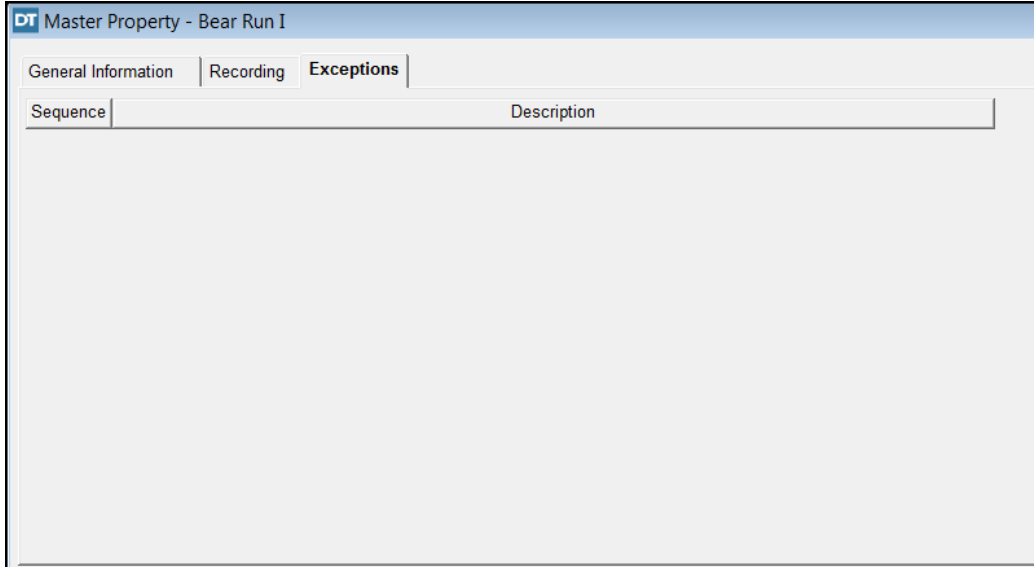 DT Master Property - Bear Run I
General Information Recording Exceptions
Sequence Description